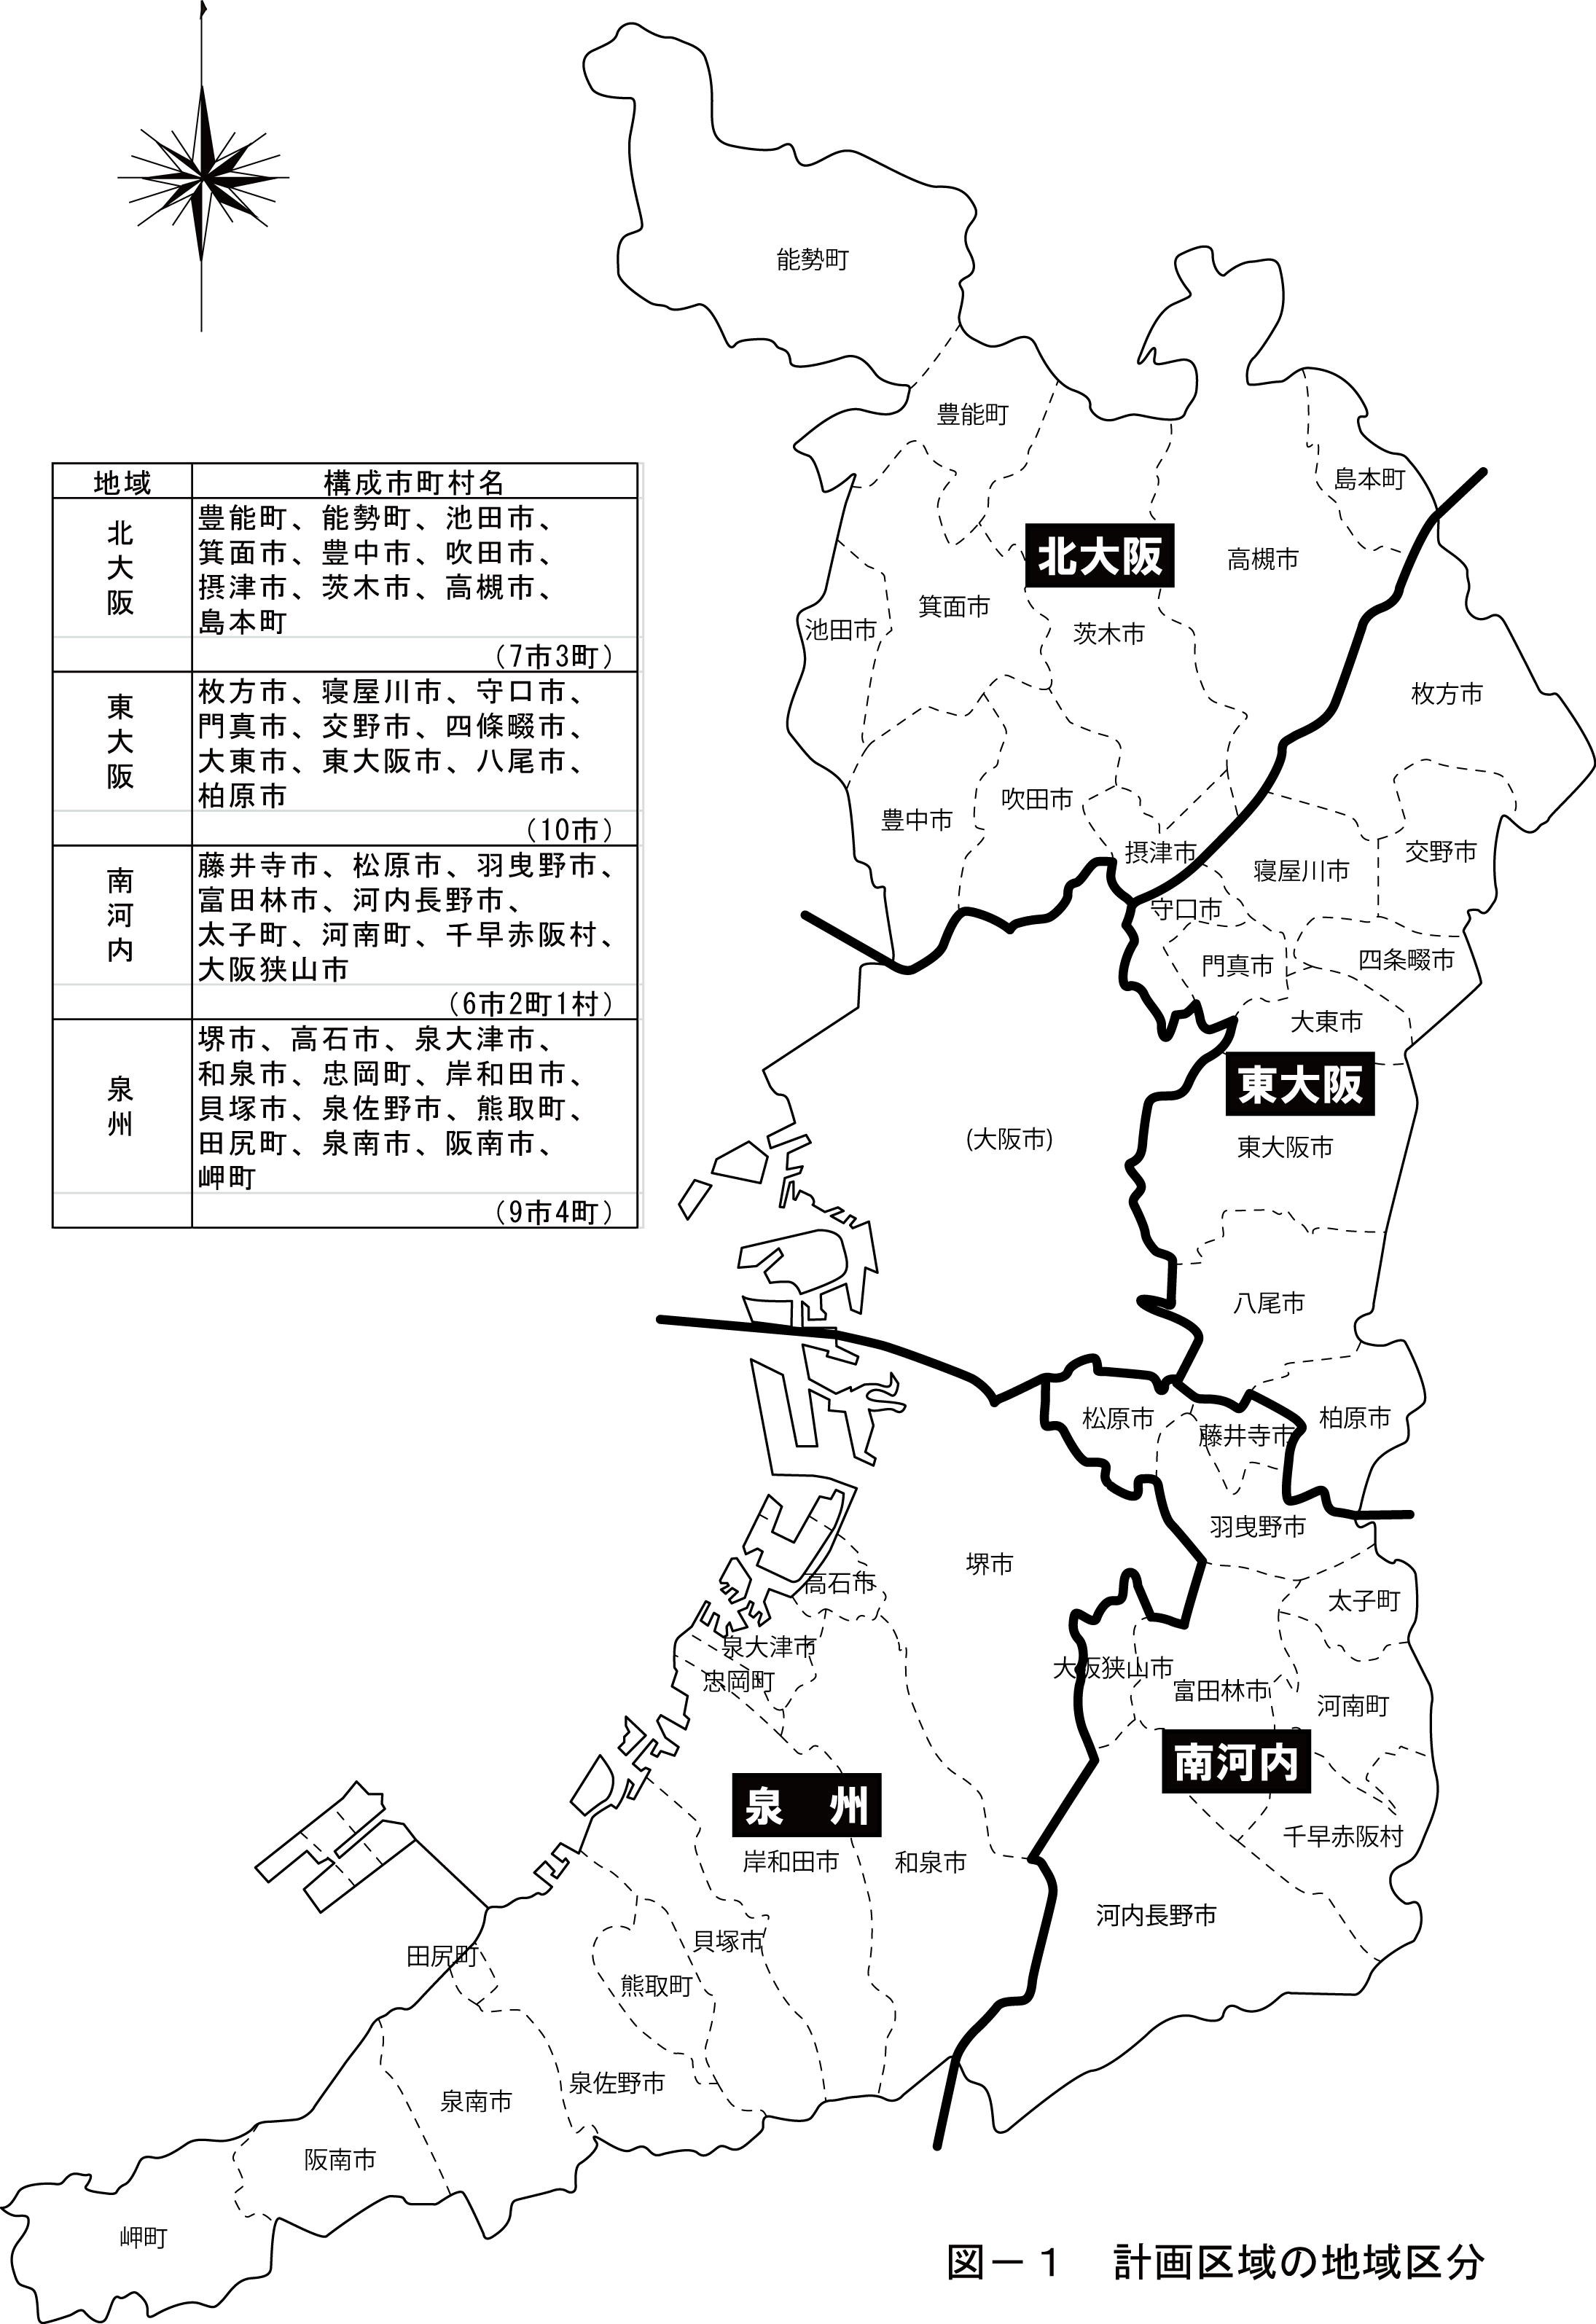 地域 構成市町村名
北大阪
豊能町、能勢町、池田市、
箕面市、豊中市、吹田市、
摂津市、茨木市、高槻市、
島本町
（7市3町）
東大阪
枚方市、寝屋川市、守口市、
門真市、交野市、四條畷市、
大東市、東大阪市、八尾市、
柏原市
（10市）
南河内
藤井寺市、松原市、羽曳野市、
富田林市、河内長野市、
太子町、河南町、千早赤阪村、
大阪狭山市
（6市2町1村）
泉州
堺市、高石市、泉大津市、
和泉市、忠岡町、岸和田市、
貝塚市、泉佐野市、熊取町、
田尻町、泉南市、阪南市、
岬町
（9市4町）
能勢町
豊能町
島本町
北大阪
高槻市
箕面市
池田市
茨木市
枚方市
吹田市
豊中市
摂津市
寝屋川市
交野市
守口市
門真市
四条畷市
大東市
東大阪
(大阪市)
東大阪市
八尾市
松原市
藤井寺市
柏原市
羽曳野市
堺市
高石市
太子町
泉大津市
忠岡町
大阪狭山市
富田林市
河南町
南河内
泉　州
千早赤阪村
岸和田市
和泉市
河内長野市
貝塚市
田尻町
熊取町
泉佐野市
泉南市
阪南市
岬町
図－１　計画区域の地域区分